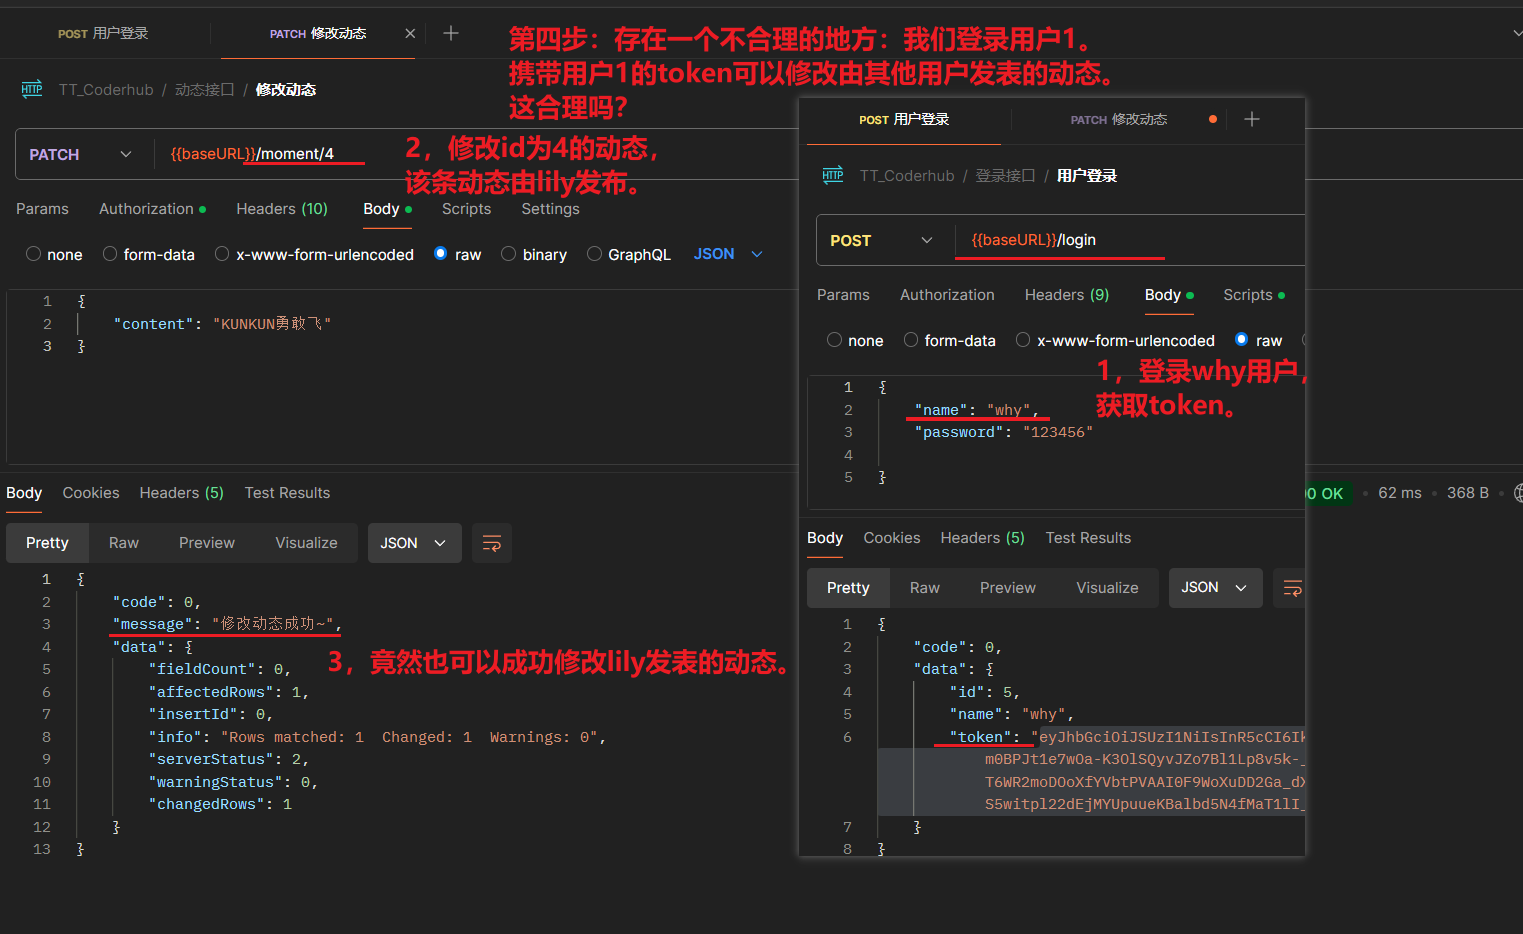 POST 用户登录
PATCH 修改动态
第四步：存在一个不合理的地方：我们登录用户1。
携带用户1的token可以修改由其他用户发表的动态。
这合理吗？
HTTP TT_Coderhub / 动态接口 / 修改动态
PATCH {{baseURL}}/moment/4
2，修改id为4的动态，
该条动态由lily发布。
Params Authorization Headers (10) Body Scripts Settings
none form-data x-www-form-urlencoded raw binary GraphQL JSON
1 {
2 "content": "KUNKUN勇敢飞"
3 }
Body Cookies Headers (5) Test Results
00 OK 62 ms 368 B
Pretty Raw Preview Visualize JSON
1 {
2 "code": 0,
3 "message": "修改动态成功~",
4 "data": {
5 "fieldCount": 0,
6 "affectedRows": 1,
7 "insertId": 0,
8 "info": "Rows matched: 1  Changed: 1  Warnings: 0",
9 "serverStatus": 2,
10 "warningStatus": 0,
11 "changedRows": 1
12 }
13 }
3，竟然也可以成功修改lily发表的动态。
POST 用户登录
PATCH 修改动态
HTTP TT_Coderhub / 登录接口 / 用户登录
POST {{baseURL}}/login
Params Authorization Headers (9) Body Scripts
none form-data x-www-form-urlencoded raw
1，登录why用户，
获取token。
1 {
2 "name": "why",
3 "password": "123456"
4
5 }
Body Cookies Headers (5) Test Results
Pretty Raw Preview Visualize JSON
1 {
2 "code": 0,
3 "data": {
4 "id": 5,
5 "name": "why",
6 "token": "eyJhbGciOiJSUzI1NiIsInR5cCI6Ik
m0BPJt1e7wOa-K3OlSQyvJZo7Bl1Lp8v5k-_
T6WR2moDOoXfYVbtPVAAI0F9WoXuDD2Ga_dX
S5witpl22dEjMYUpuueKBalbd5N4fMaT1lI_
7 }
8 }